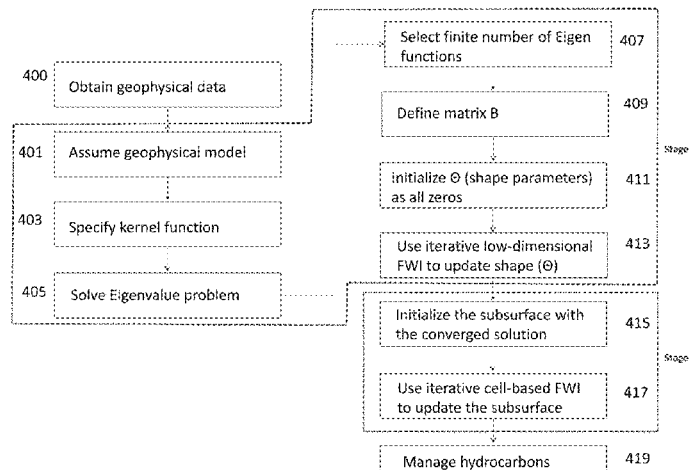 400
Obtain geophysical data
401
Assume geophysical model
403
Specify kernel function
405
Solve Eigenvalue problem
Select finite number of Eigen
functions
407
Define matrix B
409
Initialize Θ (shape parameters)
as all zeros
411
Use iterative low-dimensional
FWI to update shape (Θ)
413
Stage
Initialize the subsurface with
the converged solution
415
Use iterative cell-based FWI
to update the subsurface
417
Stage
Manage hydrocarbons
419